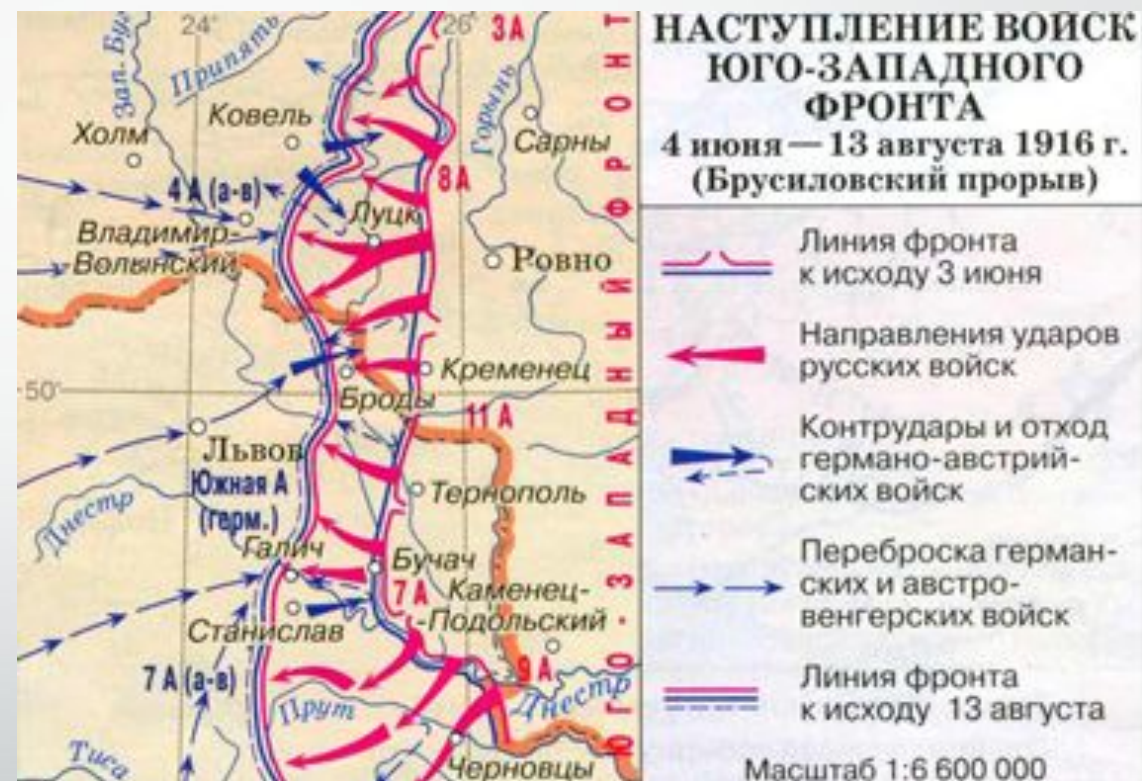 24°
26°
3А
Зап. Буг
Припять
Горынь
Ковель
Холм
Сарны
4 А (а-в)
8А
Луцк
Владимир-
-Волынский
Ровно
Кременец
50°
Броды
11 А
Львов
Южная А
(герм.)
Тернополь
Днестр
Галич
Бучач
7 А
Каменец-
-Подольский
Станислав
7 А (а-в)
9 А
Днестр
Прут
Тиса
Черновцы
ЮГО-ЗАПАДНЫЙ ФРОНТ
НАСТУПЛЕНИЕ ВОЙСК
ЮГО-ЗАПАДНОГО
ФРОНТА
4 июня — 13 августа 1916 г.
(Брусиловский прорыв)
Линия фронта
к исходу 3 июня
Направления ударов
русских войск
Контрудары и отход
германо-австрий-
ских войск
Переброска герман-
ских и австро-
венгерских войск
Линия фронта
к исходу 13 августа
Масштаб 1:6 600 000